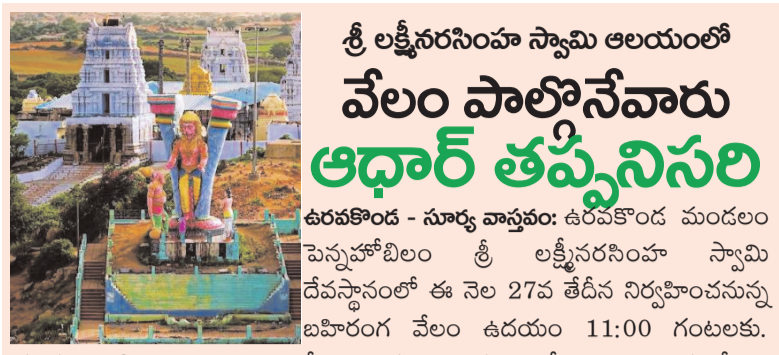 శ్రీ లక్ష్మీనరసింహ స్వామి ఆలయంలో
వేలం పాల్గొనేవారు
ఆధార్ తప్పనిసరి
ఉరవకొండ - సూర్య వాస్తవం: ఉరవకొండ మండలం
పెన్నహోబిలం శ్రీ లక్ష్మీనరసింహ స్వామి
దేవస్థానంలో ఈ నెల 27వ తేదీన నిర్వహించనున్న
బహిరంగ వేలం ఉదయం 11:00 గంటలకు.